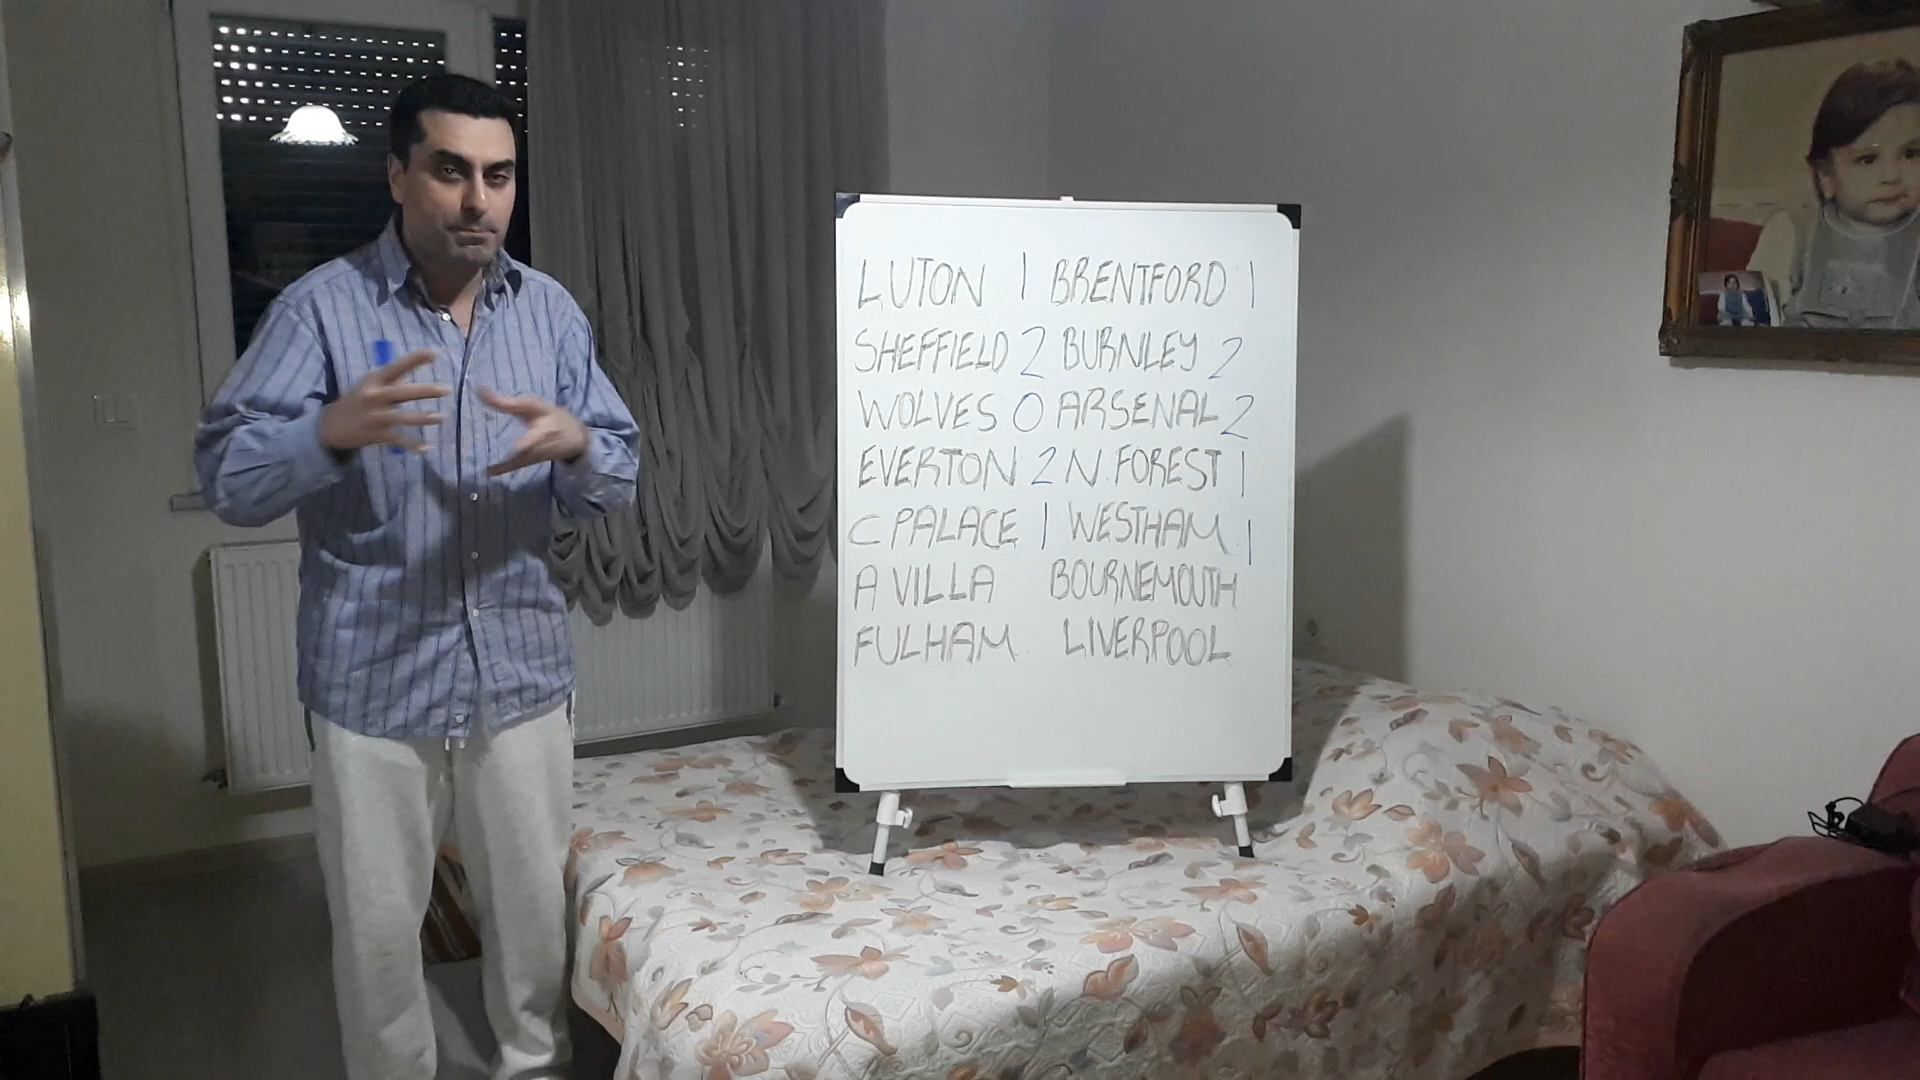 LUTON 1 BRENTFORD 1
SHEFFIELD 2 BURNLEY 2
WOLVES 0 ARSENAL 2
EVERTON 2 N. FOREST 1
C PALACE 1 WESTHAM 1
A VILLA BOURNEMOUTH
FULHAM LIVERPOOL